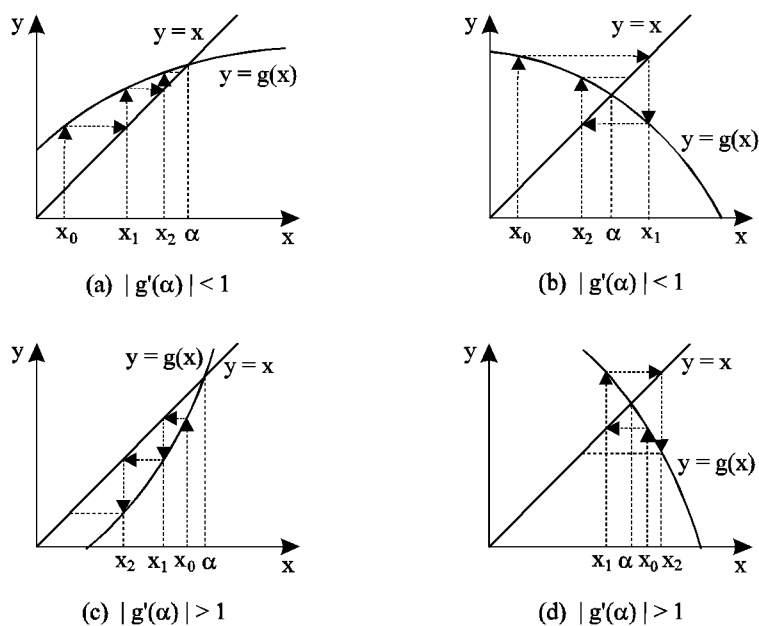 y
y = x
y = g(x)
x₀ x₁ x₂ α x
(a) | g'(α) | < 1
y
y = x
y = g(x)
x₀ x₂ α x₁ x
(b) | g'(α) | < 1
y
y = g(x)
y = x
x₂ x₁ x₀ α x
(c) | g'(α) | > 1
y
y = x
y = g(x)
x₁ α x₀ x₂ x
(d) | g'(α) | > 1